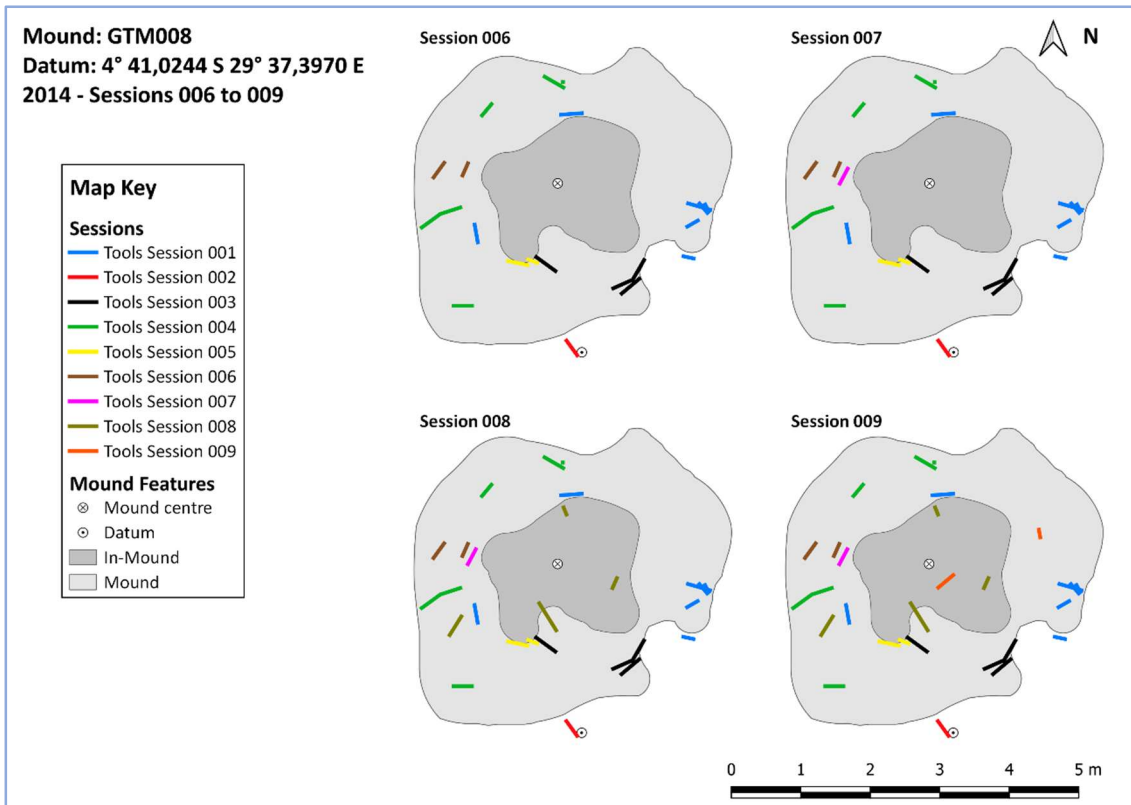 Mound: GTM008
Datum: 4° 41,0244 S 29° 37,3970 E
2014 - Sessions 006 to 009
Session 006
Session 007
N
Map Key
Sessions
Tools Session 001
Tools Session 002
Tools Session 003
Tools Session 004
Tools Session 005
Tools Session 006
Tools Session 007
Tools Session 008
Tools Session 009
Mound Features
Mound centre
Datum
In-Mound
Mound
Session 008
Session 009
0 1 2 3 4 5 m